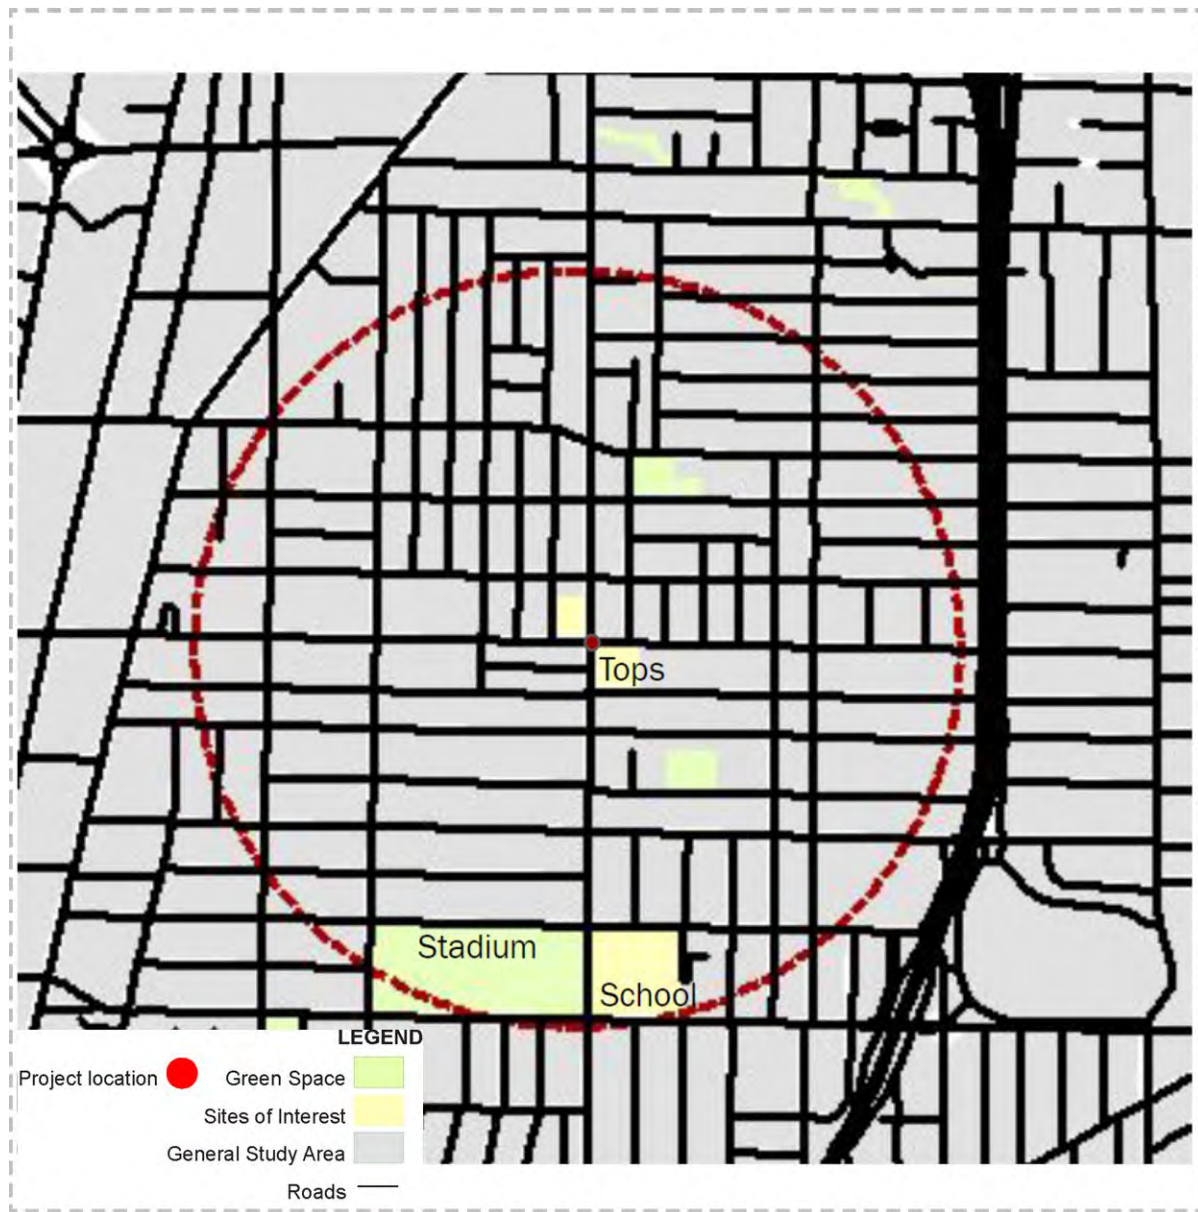 Tops
Stadium
School
LEGEND
Project location
Green Space
Sites of Interest
General Study Area
Roads